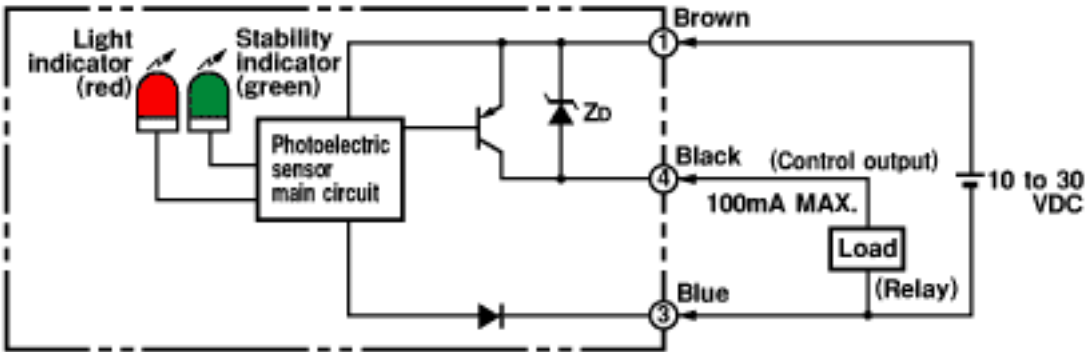 Brown
Light
indicator
(red)
Stability
indicator
(green)
1
ZD
Photoelectric
sensor
main circuit
Black
(Control output)
4
100mA MAX.
10 to 30
VDC
Load
(Relay)
Blue
3